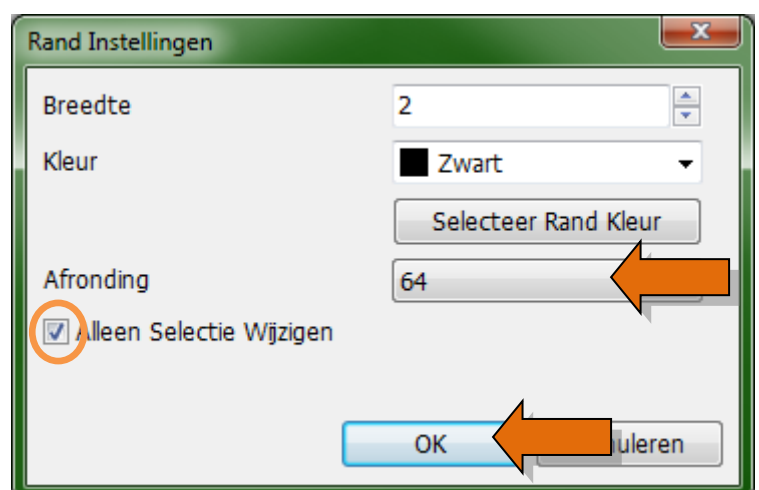 Rand Instellingen
Breedte 2
Kleur Zwart
Selecteer Rand Kleur
Afronding 64
Alleen Selectie Wijzigen
OK